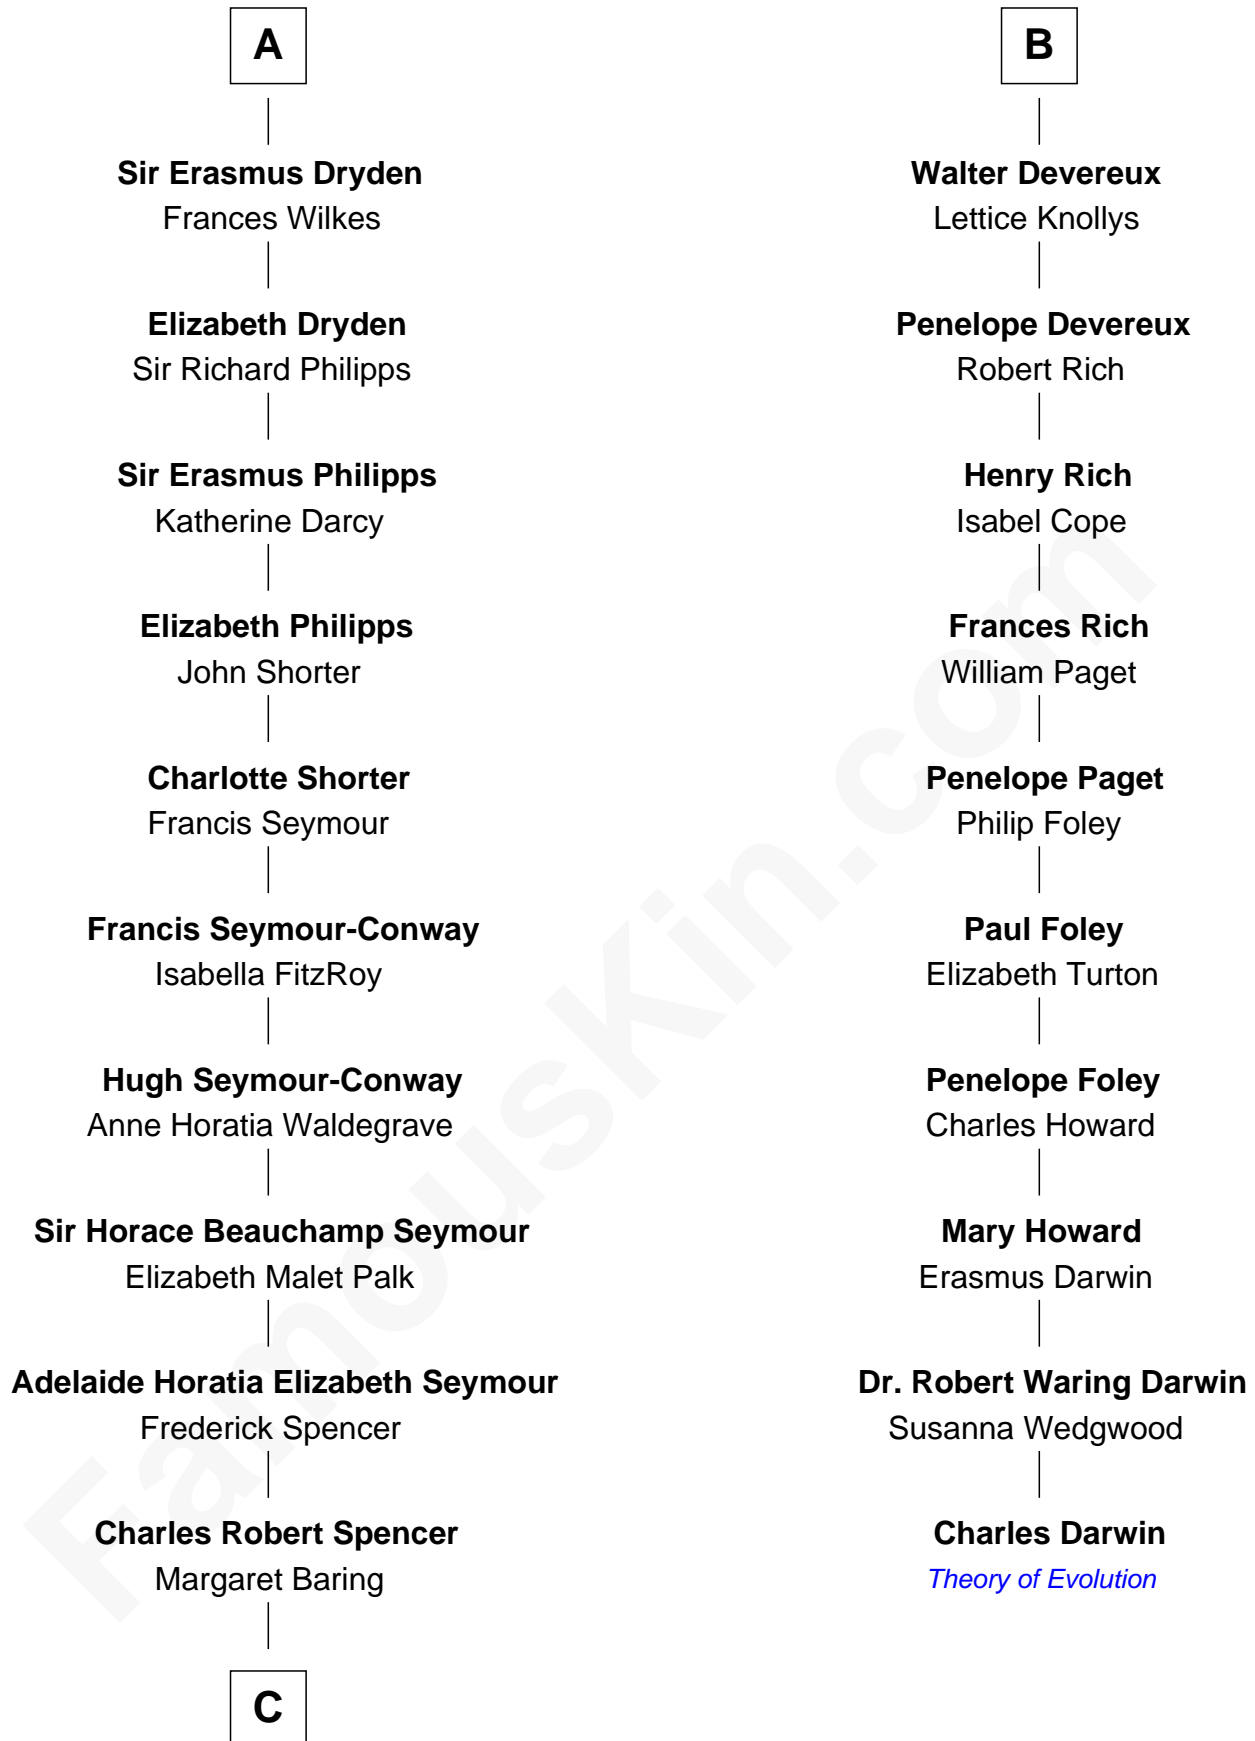 A
Sir Erasmus Dryden
Frances Wilkes
Elizabeth Dryden
Sir Richard Philipps
Sir Erasmus Philipps
Katherine Darcy
Elizabeth Philipps
John Shorter
Charlotte Shorter
Francis Seymour
Francis Seymour-Conway
Isabella FitzRoy
Hugh Seymour-Conway
Anne Horatia Waldegrave
Sir Horace Beauchamp Seymour
Elizabeth Malet Palk
Adelaide Horatia Elizabeth Seymour
Frederick Spencer
Charles Robert Spencer
Margaret Baring
C
B
Walter Devereux
Lettice Knollys
Penelope Devereux
Robert Rich
Henry Rich
Isabel Cope
Frances Rich
William Paget
Penelope Paget
Philip Foley
Paul Foley
Elizabeth Turton
Penelope Foley
Charles Howard
Mary Howard
Erasmus Darwin
Dr. Robert Waring Darwin
Susanna Wedgwood
Charles Darwin
Theory of Evolution
FamousKin.com